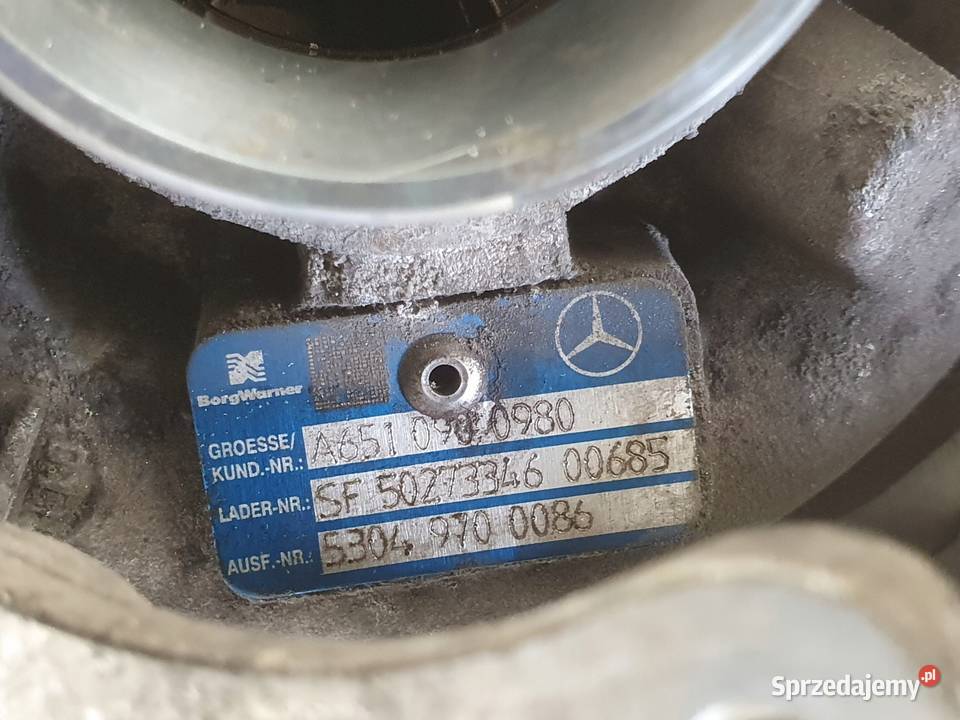 BorgWarner
GROESSE/
KUND.-NR.: A651 090 0980
LADER-NR.: SF 50273346 00685
AUSF.-NR.: 5304 970 0086
Sprzedajemy.pl